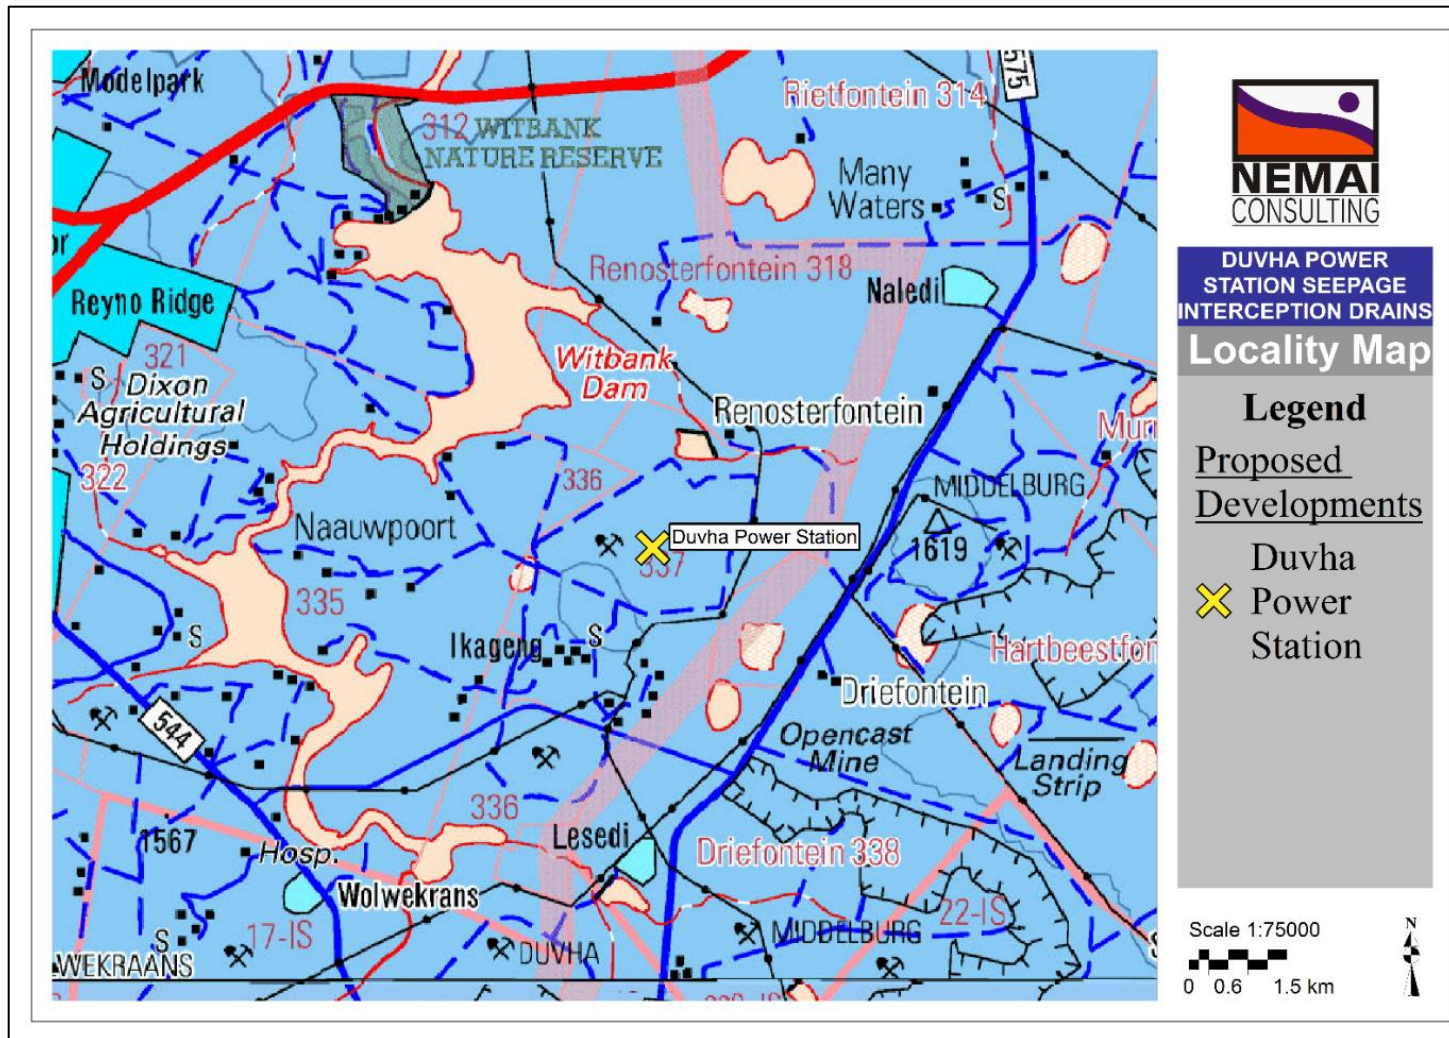 Modelpark
312 WITBANK
NATURE RESERVE
Rietfontein 314
575
Many
Waters
S
or
Reyno Ridge
Renosterfontein 318
Naledi
321
S Dixon
Agricultural
Holdings
322
Witbank
Dam
Renosterfontein
336
MIDDELBURG
1619
Naauwpoort
Duvha Power Station
337
335
S
Ikageng
S
Hartbeestfon
Driefontein
544
Opencast
Mine
Landing
Strip
336
1567
Hosp.
Lesedi
Driefontein 338
Wolwekrans
17-IS
22-IS
S
WEKRAANS
DUVHA
MIDDELBURG
S
NEMAI
CONSULTING
DUVHA POWER
STATION SEEPAGE
INTERCEPTION DRAINS
Locality Map
Legend
Proposed
Developments
Duvha
Power
Station
Scale 1:75000
0 0.6 1.5 km
N